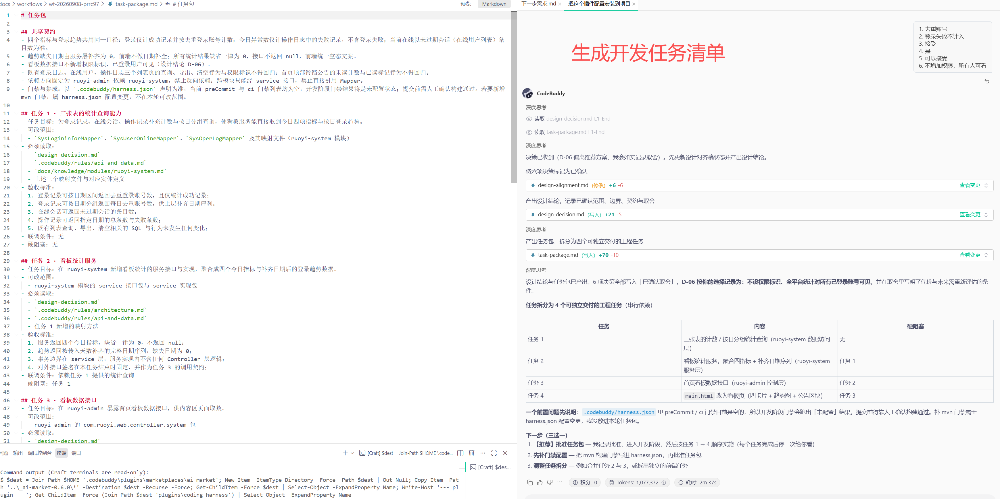 docs > workflows > wf-20260908-prrc97 > task-package.md > abc # 任务包
预览 Markdown
1 # 任务包
2
3 ## 共享契约
4 - 四个指标与登录趋势共用同一口径：登录仅计成功记录并按去重登录账号计数；今日异常数仅计操作日志中的失败记录，不含登录失败；当前在线以未过期会话（在线用户列表）条
目数为准。
5 - 趋势缺失日期由服务层补齐为 0，前端不做日期补全；所有统计结果缺省一律为 0，接口不返回 null，前端统一空态文案。
6 - 看板数据接口不新增权限标识，已登录用户可见（设计结论 D-06）。
7 - 既有登录日志、在线用户、操作日志三个列表页的查询、导出、清空行为与权限标识不得回归；首页顶部铃铛公告的未读计数与已读标记行为不得回归。
8 - 依赖方向固定为 ruoyi-admin 依赖 ruoyi-system，禁止反向依赖；跨模块只能经 service 接口，禁止直接引用 Mapper。
9 - 门禁与集成：以 `.codebuddy/harness.json` 声明为准，当前 preCommit 与 ci 门禁列表均为空，开发阶段门禁结果将是未配置状态；提交前需人工确认构建通过。若要新增
mvn 门禁，属 harness.json 配置变更，不在本轮可改范围。
10
11 ## 任务 1 · 三张表的统计查询能力
12 - 任务目标：为登录记录、在线会话、操作记录补充计数与按日分组查询，使看板服务能直接取到今日四项指标与按日登录趋势。
13 - 可改范围：
14 - `SysLogininforMapper`、`SysUserOnlineMapper`、`SysOperLogMapper` 及其映射文件（ruoyi-system 模块）
15 - 必须读取：
16 - `design-decision.md`
17 - `.codebuddy/rules/api-and-data.md`
18 - `docs/knowledge/modules/ruoyi-system.md`
19 - 上述三个映射文件与对应实体定义
20 - 验收标准：
21 1. 登录记录可按日期区间返回去重登录账号数，且仅统计成功记录；
22 2. 登录记录可按日期分组返回每日去重账号数，供上层补齐日期序列；
23 3. 在线会话可返回未过期会话的条目数；
24 4. 操作记录可返回指定日期的总条数与失败条数；
25 5. 既有列表查询、导出、清空相关的 SQL 与行为未发生任何变化；
26 - 联调条件：无
27 - 硬阻塞：无
28
29 ## 任务 2 · 看板统计服务
30 - 任务目标：在 ruoyi-system 新增看板统计的服务接口与实现，聚合成四个今日指标与补齐日期后的登录趋势数据。
31 - 可改范围：
32 - ruoyi-system 模块的 service 接口包与 service 实现包
33 - 必须读取：
34 - `design-decision.md`
35 - `.codebuddy/rules/architecture.md`
36 - `.codebuddy/rules/api-and-data.md`
37 - 任务 1 新增的映射方法
38 - 验收标准：
39 1. 服务返回四个今日指标，缺省一律为 0，不返回 null；
40 2. 趋势返回按传入天数补齐的完整日期序列，缺失日期为 0；
41 3. 事务边界在 service 层，服务实现内不含任何 Controller 层逻辑；
42 4. 对外接口签名在本任务结束时固定，并作为任务 3 的调用契约；
43 - 联调条件：依赖任务 1 提供的统计查询
44 - 硬阻塞：任务 1
45
46 ## 任务 3 · 看板数据接口
47 - 任务目标：在 ruoyi-admin 暴露首页看板数据接口，供内容区页面取数。
48 - 可改范围：
49 - ruoyi-admin 的 com.ruoyi.web.controller.system 包
50 - 必须读取：
51 - `design-decision.md`
问题 输出 调试控制台 终端 端口
[Craft] $dest = Join-Path $HOME '.code...
Command output (Craft terminals are read-only):
$ $dest = Join-Path $HOME '.codebuddy\plugins\marketplaces\ai-market'; New-Item -ItemType Directory -Force -Path $dest | Out-Null; Copy-Item -Pat
h '..\_ai-market-0.6.0\*' -Destination $dest -Recurse -Force; Get-ChildItem -Force $dest | Select-Object -ExpandProperty Name; Write-Host '--- pl
ugin ---'; Get-ChildItem -Force (Join-Path $dest 'plugins\coding-harness') | Select-Object -ExpandProperty Name
[Craft] $des...
下一步需求.md 把这个插件配置安装到项目
1. 去重账号
2. 登录失败不计入
3. 接受
4. 是
5. 可以接受
6. 不增加权限，所有人可看
生成开发任务清单
CodeBuddy
深度思考
读取 design-decision.md L1-End
读取 task-package.md L1-End
深度思考
决策已收到（D-06 偏离推荐方案，我会如实记录取舍）。先更新设计对齐稿状态并产出设计结论。
将六项决策标记为已确认
design-alignment.md (修改) +6 -6 查看变更
产出设计结论，记录已确认范围、边界、契约与取舍
design-decision.md (写入) +21 -5 查看变更
深度思考
产出任务包，拆分为四个可独立交付的工程任务
task-package.md (写入) +70 -10 查看变更
深度思考
设计结论与任务包已产出。6 项决策全部写入「已确认取舍」，D-06 按你的选择记录为：不设权限标识、全平台统计对所有已登录账号可见，并在取舍里写明了代价与未来需重新评估的条
件。
任务拆分为 4 个可独立交付的工程任务（串行依赖）
任务 内容 硬阻塞
任务 1 三张表的计数 / 按日分组统计查询（ruoyi-system 数据访问 无
层）
任务 2 看板统计服务，聚合四指标 + 补齐日期序列（ruoyi-system 任务 1
服务层）
任务 3 首页看板数据接口（ruoyi-admin 控制层） 任务 2
任务 4 main.html 改为看板页（四卡片 + 趋势图 + 公告区块） 任务 3
一个前置问题先说明：.codebuddy/harness.json 里 preCommit / ci 门禁目前是空的，所以开发阶段门禁会跑出「未配置」结果，提交前得靠人工确认构建通过。补 mvn 门禁属于
harness.json 配置变更，我没放进本轮任务包。
下一步（三选一）
1. 【推荐】批准任务包 — 我记录批准、进入开发阶段，然后按任务 1 → 4 顺序实施（每个任务完成后停一次给你看）
2. 先补门禁配置 — 把 mvn 构建门禁写进 harness.json，再批准任务包
3. 调整任务拆分 — 例如合并任务 2 与 3，或拆出独立的前端任务
积分: 0 Tokens: 1,077,372 耗时: 2m 37s